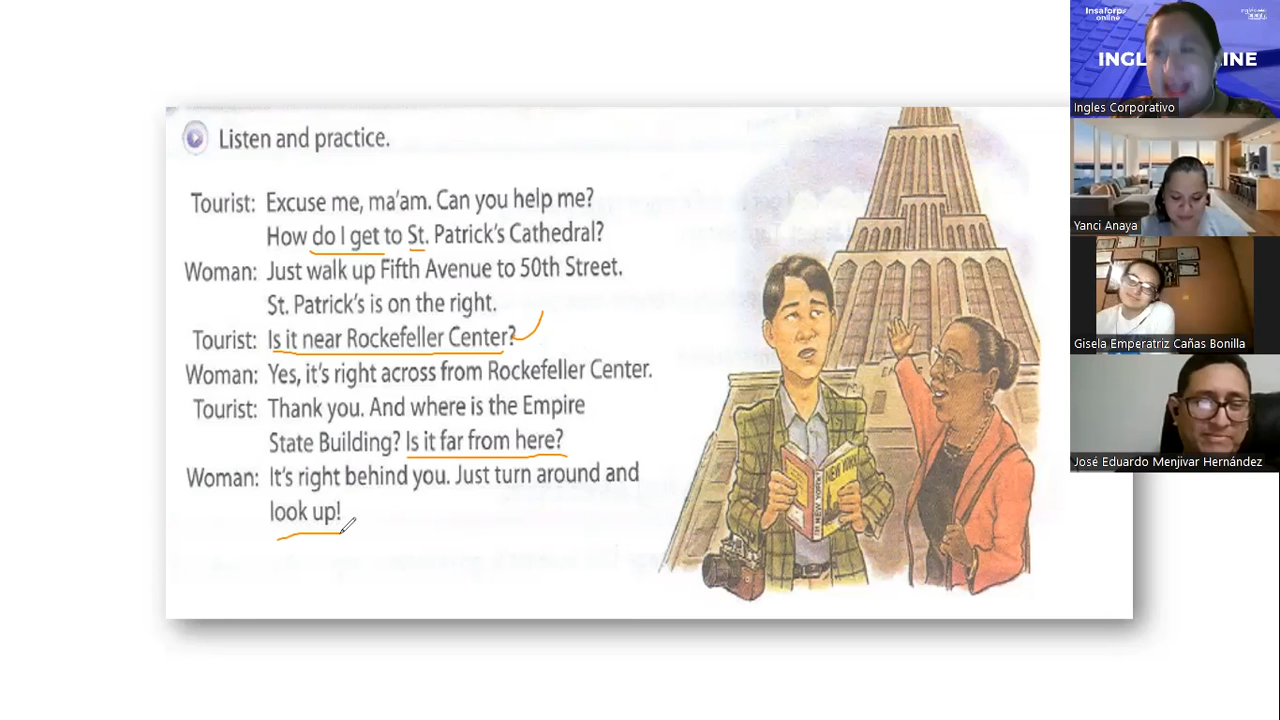 Listen and practice.
Tourist: Excuse me, ma'am. Can you help me?
How do I get to St. Patrick's Cathedral?
Woman: Just walk up Fifth Avenue to 50th Street.
St. Patrick's is on the right.
Tourist: Is it near Rockefeller Center?
Woman: Yes, it's right across from Rockefeller Center.
Tourist: Thank you. And where is the Empire
State Building? Is it far from here?
Woman: It's right behind you. Just turn around and
look up!
NEW YORK
Insaforp
online
Ingles Corporativo
Yanci Anaya
Gisela Emperatriz Cañas Bonilla
José Eduardo Menjivar Hernández